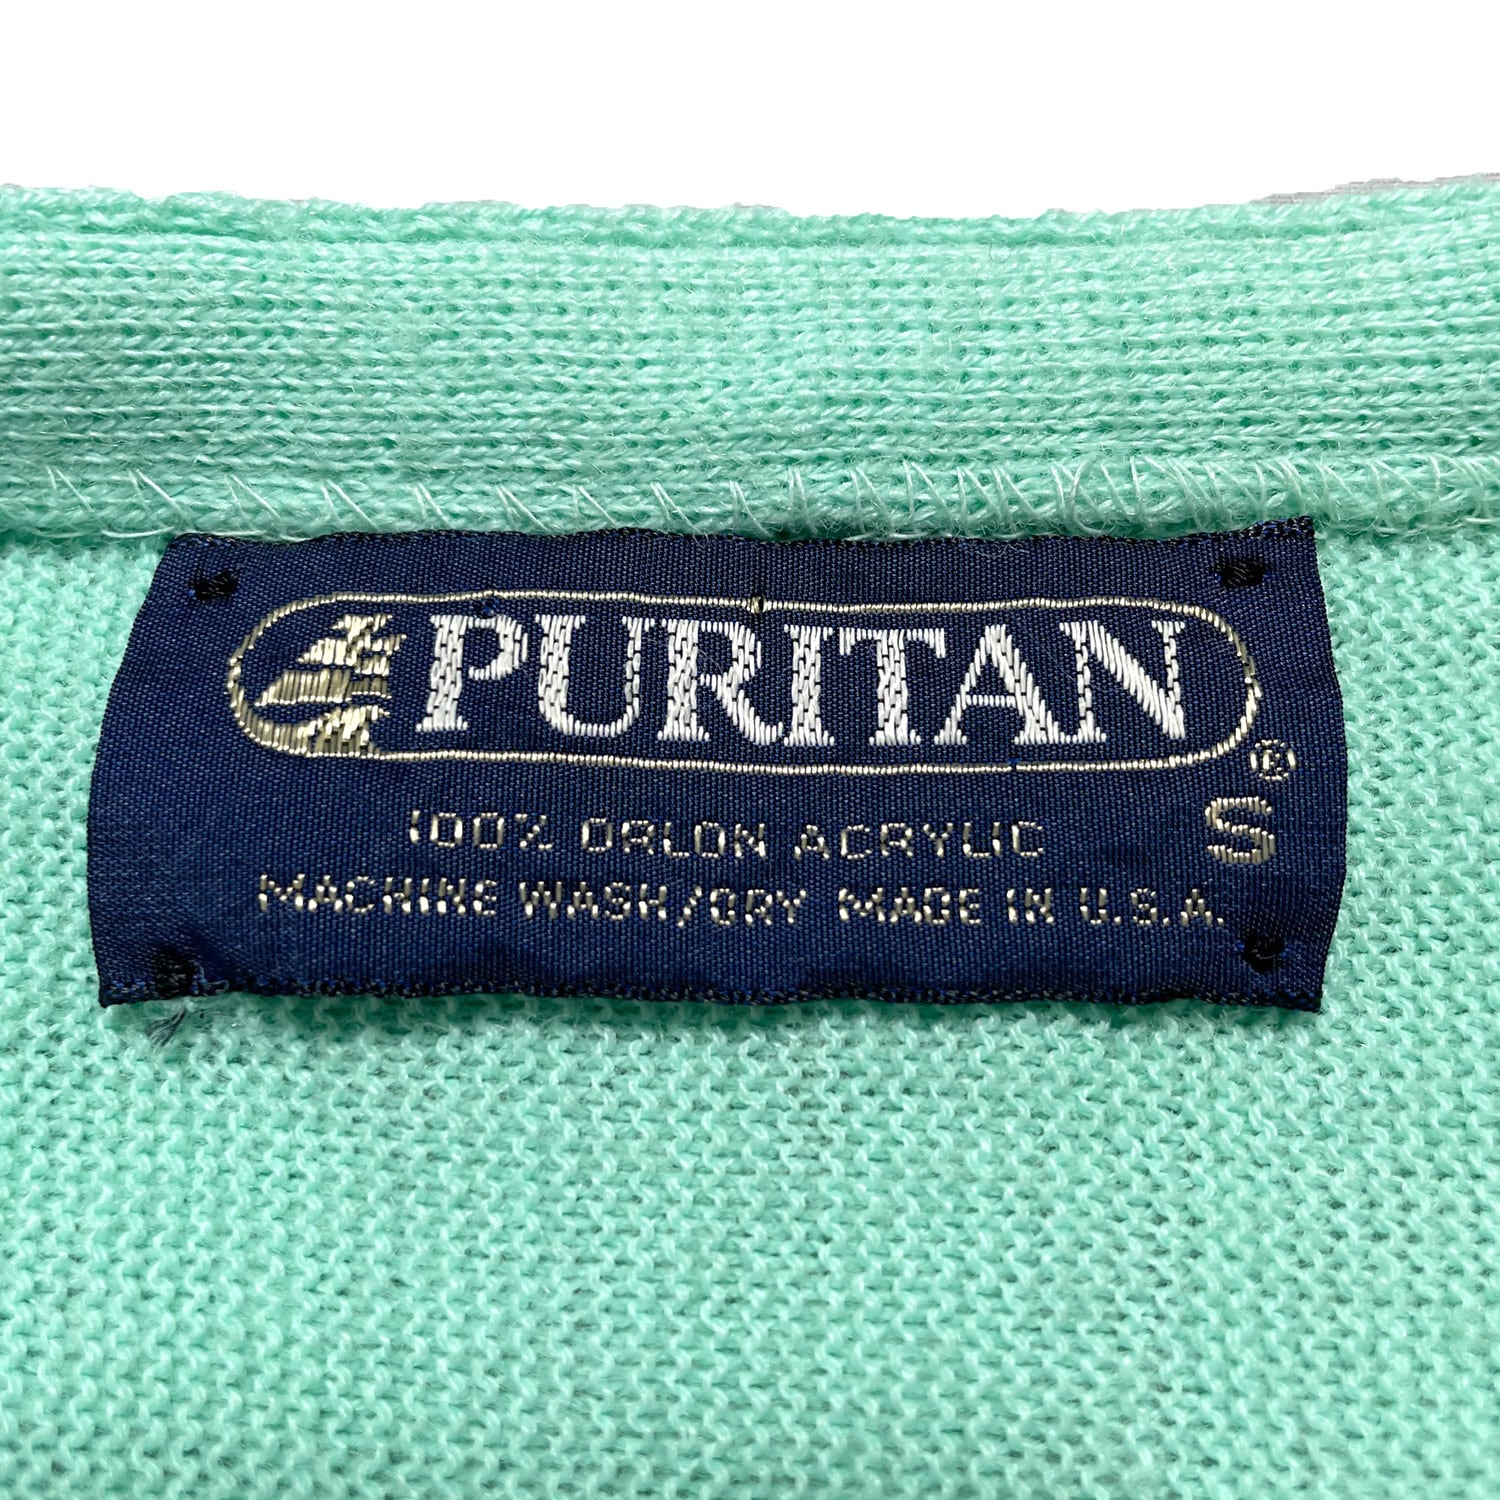 PURITAN®
S
100% ORLON ACRYLIC
MACHINE WASH/DRY MADE IN U.S.A.